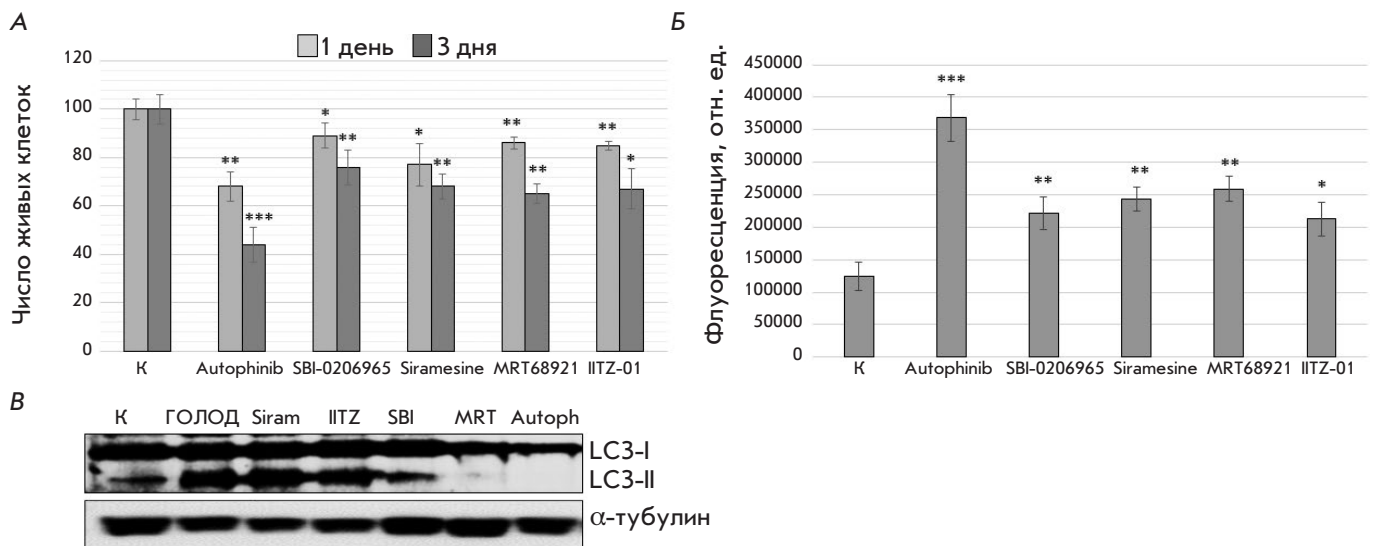 А
1 день 3 дня
Число живых клеток
120
100
80
60
40
20
0
* ** * ** ** ** ** * ** ***
К Autophinib SBI-0206965 Siramesine MRT68921 IITZ-01
Б
Флуоресценция, отн. ед.
450000
400000
350000
300000
250000
200000
150000
100000
50000
0
*** ** ** ** *
К Autophinib SBI-0206965 Siramesine MRT68921 IITZ-01
В
К ГОЛОД Siram IITZ SBI MRT Autoph
LC3-I
LC3-II
α-тубулин